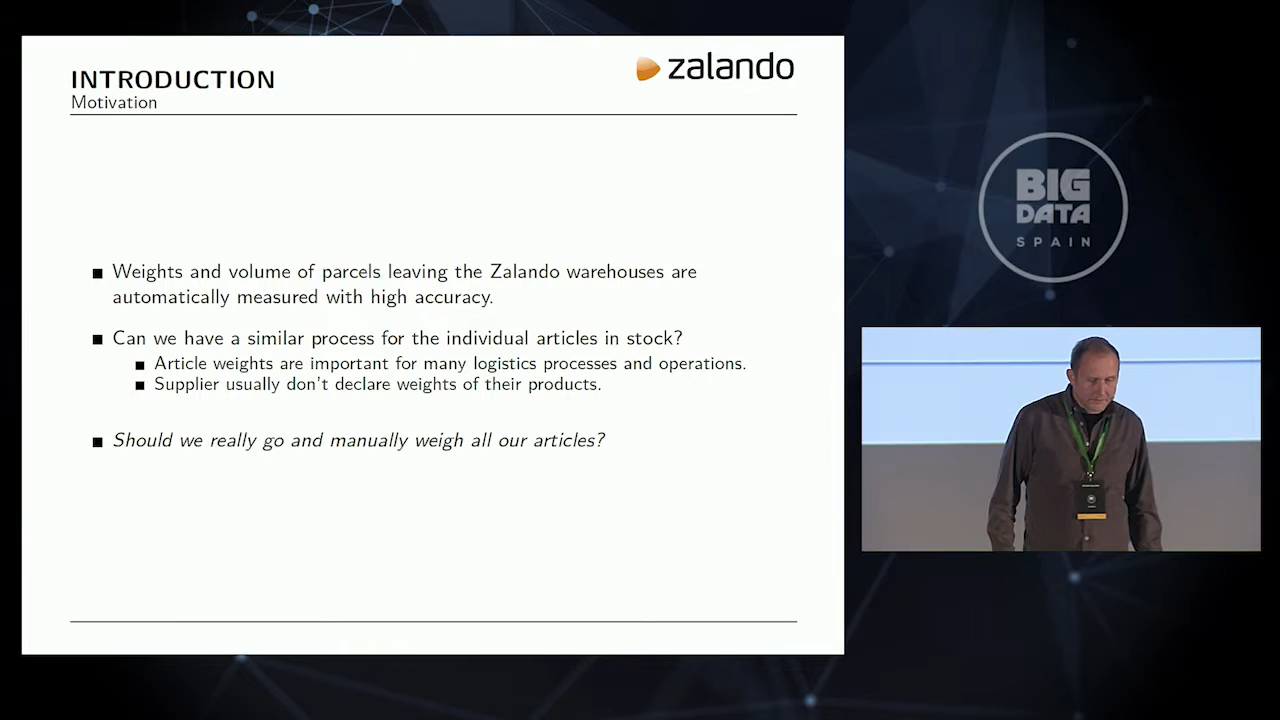 INTRODUCTION
Motivation
zalando
■ Weights and volume of parcels leaving the Zalando warehouses are
automatically measured with high accuracy.
■ Can we have a similar process for the individual articles in stock?
■ Article weights are important for many logistics processes and operations.
■ Supplier usually don't declare weights of their products.
■ Should we really go and manually weigh all our articles?
BIG
DATA
SPAIN